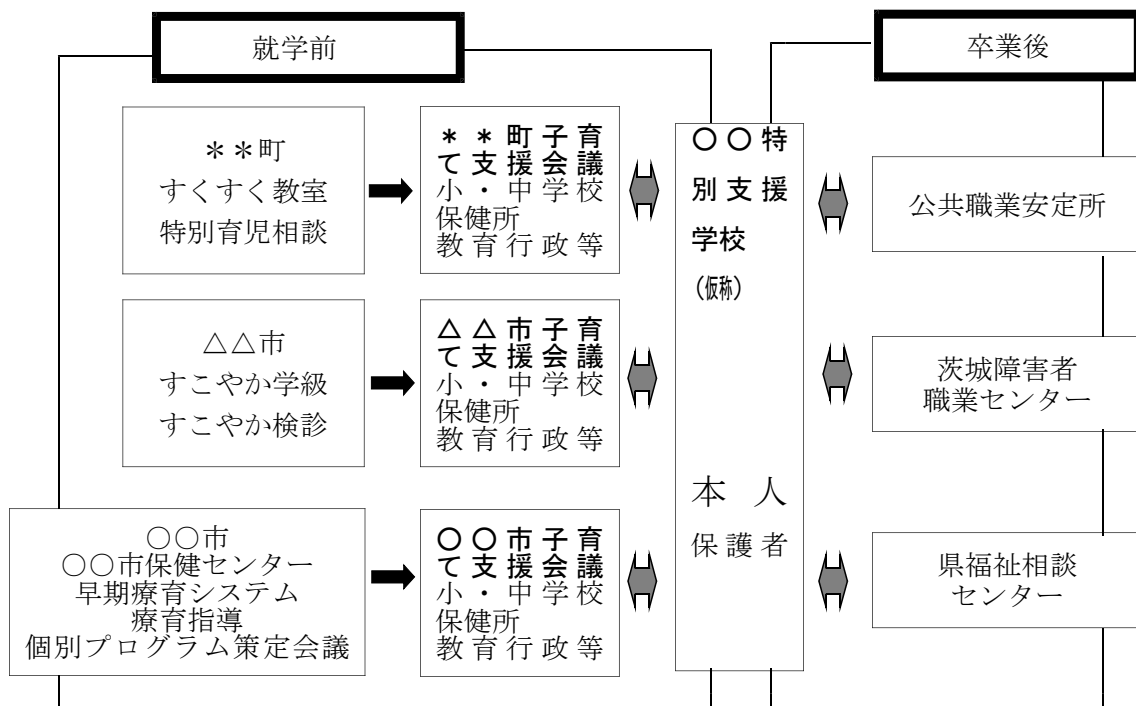 就学前
卒業後
＊＊町
すくすく教室
特別育児相談
＊＊町子育
て支援会議
小・中学校
保健所
教育行政等
〇〇特
別支援
学校
（仮称）
公共職業安定所
△△市
すこやか学級
すこやか検診
△△市子育
て支援会議
小・中学校
保健所
教育行政等
茨城障害者
職業センター
〇〇市
〇〇市保健センター
早期療育システム
療育指導
個別プログラム策定会議
〇〇市子育
て支援会議
小・中学校
保健所
教育行政等
本人
保護者
県福祉相談
センター